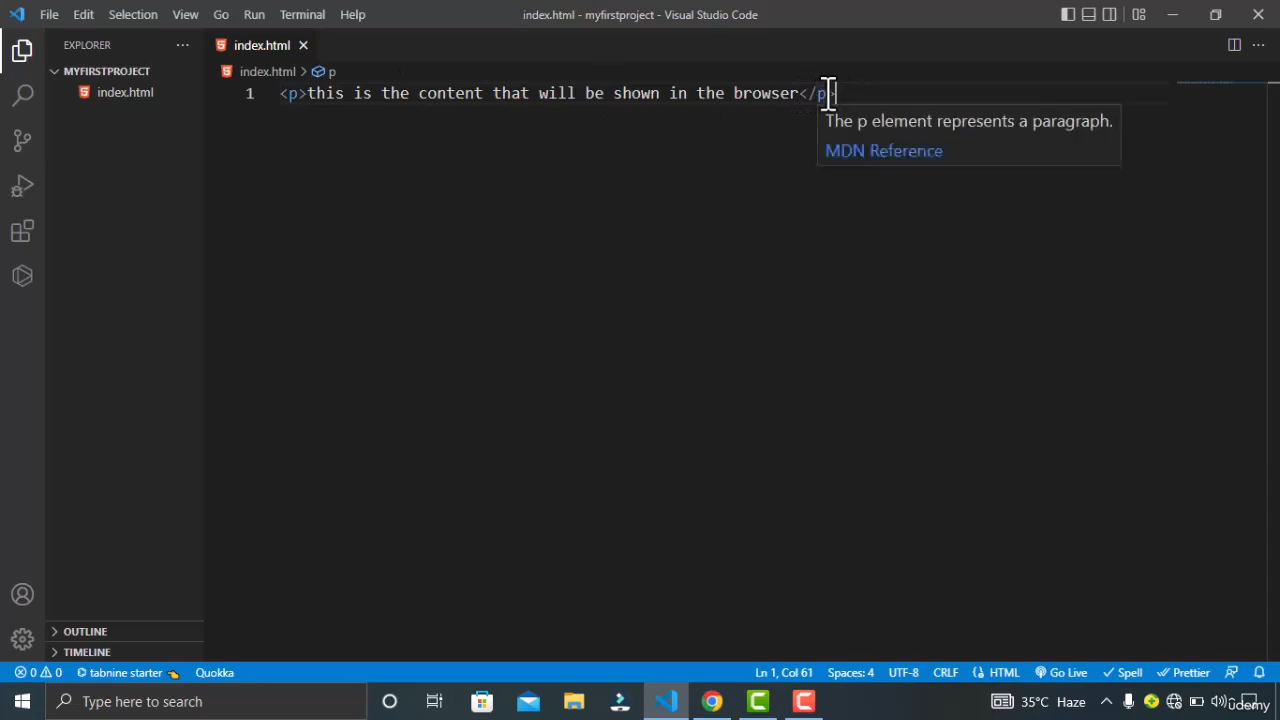 File Edit Selection View Go Run Terminal Help
index.html - myfirstproject - Visual Studio Code
EXPLORER
index.html
MYFIRSTPROJECT
index.html
index.html > p
1 <p>this is the content that will be shown in the browser</p>
The p element represents a paragraph.
MDN Reference
OUTLINE
TIMELINE
0 0 tabnine starter Quokka Ln 1, Col 61 Spaces: 4 UTF-8 CRLF HTML Go Live Spell Prettier
Type here to search
35°C Haze
Udemy